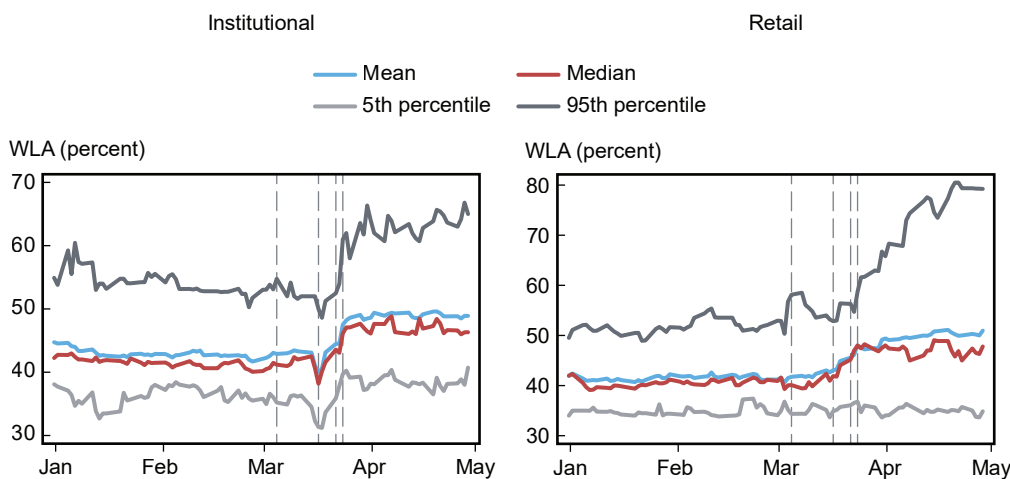 Institutional
Retail
Mean
Median
5th percentile
95th percentile
WLA (percent)
70
60
50
40
30
Jan Feb Mar Apr May
WLA (percent)
80
70
60
50
40
30
Jan Feb Mar Apr May